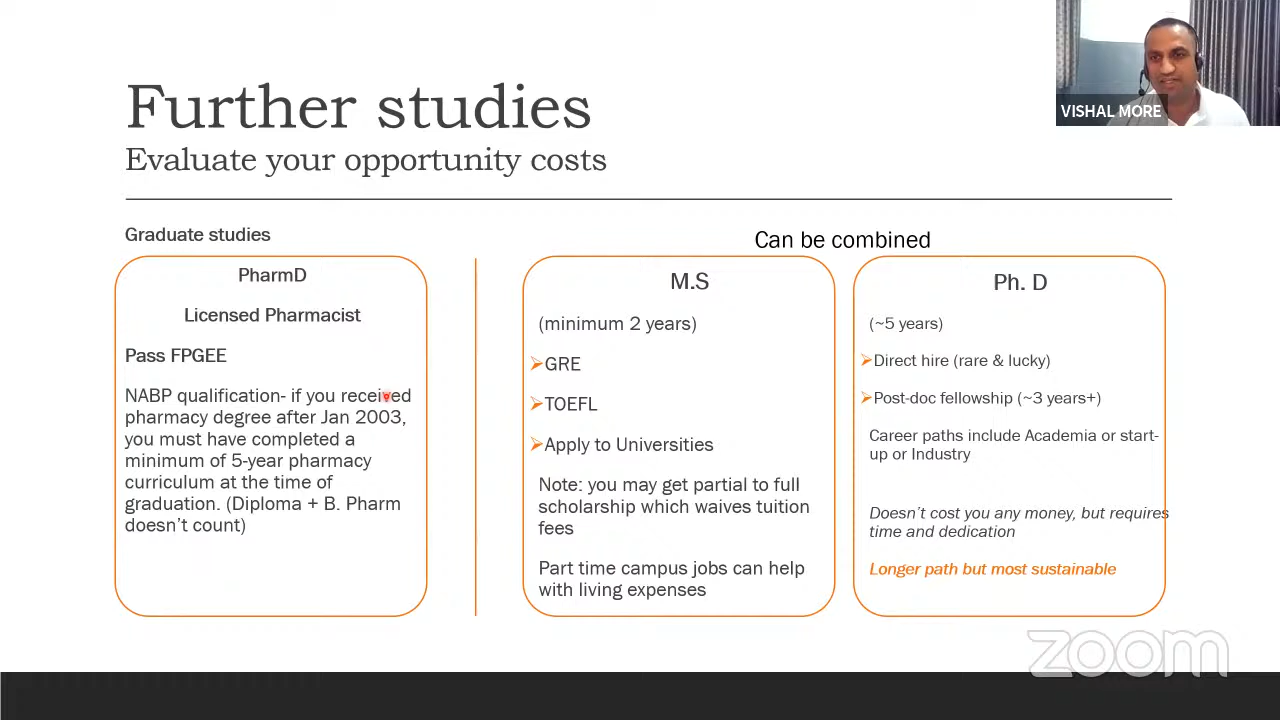 Further studies
Evaluate your opportunity costs
VISHAL MORE
Graduate studies
PharmD
Licensed Pharmacist
Pass FPGEE
NABP qualification- if you received
pharmacy degree after Jan 2003,
you must have completed a
minimum of 5-year pharmacy
curriculum at the time of
graduation. (Diploma + B. Pharm
doesn't count)
Can be combined
M.S
(minimum 2 years)
GRE
TOEFL
Apply to Universities
Note: you may get partial to full
scholarship which waives tuition
fees
Part time campus jobs can help
with living expenses
Ph. D
(~5 years)
Direct hire (rare & lucky)
Post-doc fellowship (~3 years+)
Career paths include Academia or start-
up or Industry
Doesn't cost you any money, but requires
time and dedication
Longer path but most sustainable
zoom